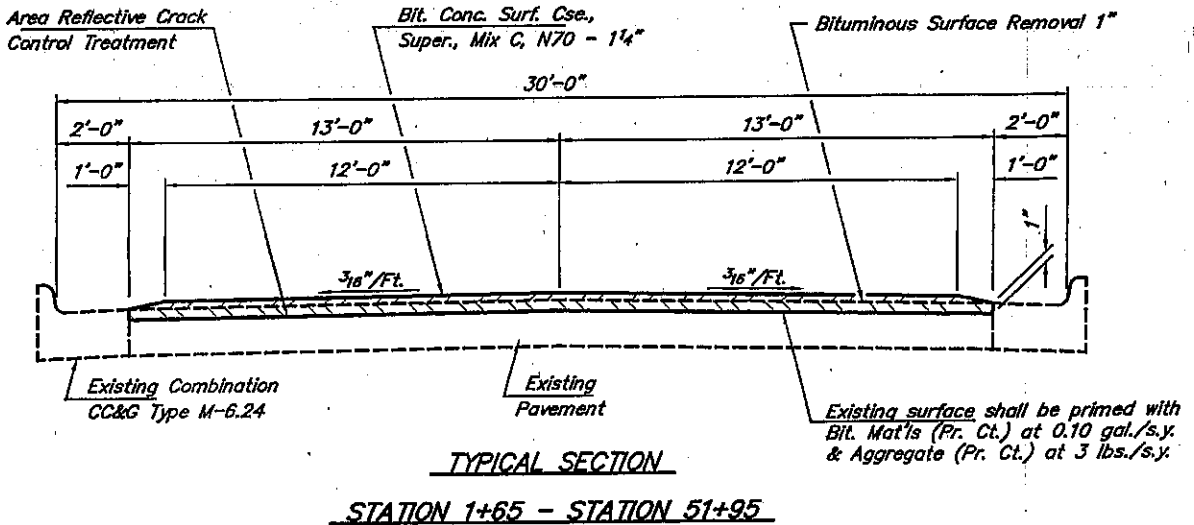 Area Reflective Crack
Control Treatment
Bit. Conc. Surf. Cse.,
Super., Mix C, N70 - 1¼"
Bituminous Surface Removal 1"
30'-0"
2'-0"
13'-0"
13'-0"
2'-0"
1'-0"
12'-0"
12'-0"
1'-0"
1"
3/16"/Ft.
3/16"/Ft.
Existing Combination
CC&G Type M-6.24
Existing
Pavement
Existing surface shall be primed with
Bit. Mat'ls (Pr. Ct.) at 0.10 gal./s.y.
& Aggregate (Pr. Ct.) at 3 lbs./s.y.
TYPICAL SECTION
STATION 1+65 - STATION 51+95